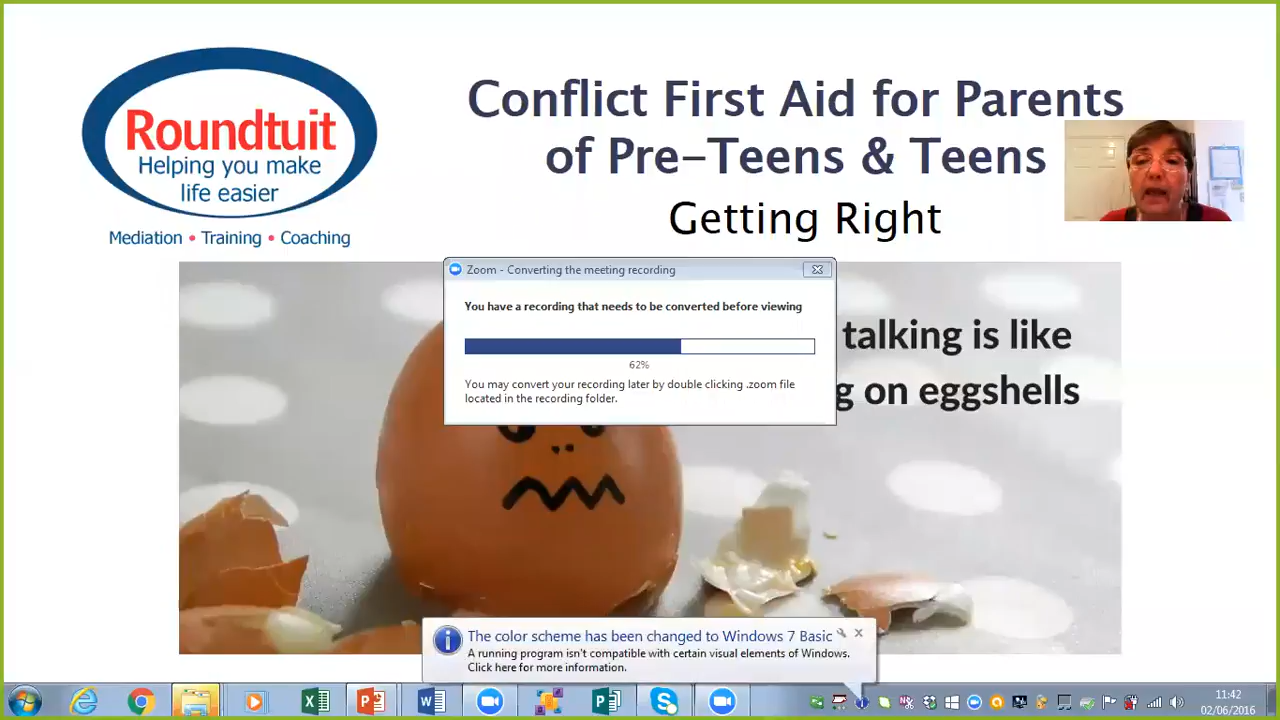 Roundtuit
Helping you make
life easier
Mediation • Training • Coaching
Conflict First Aid for Parents
of Pre-Teens & Teens
Getting Right
Zoom - Converting the meeting recording
You have a recording that needs to be converted before viewing
62%
You may convert your recording later by double clicking .zoom file
located in the recording folder.
talking is like
g on eggshells
The color scheme has been changed to Windows 7 Basic
A running program isn't compatible with certain visual elements of Windows.
Click here for more information.
11:42
02/06/2016